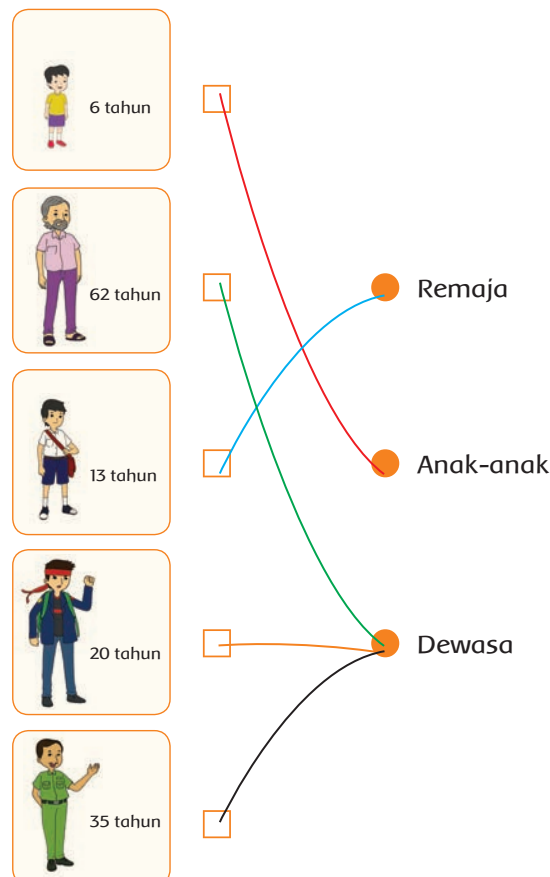 6 tahun
62 tahun
Remaja
13 tahun
Anak-anak
20 tahun
Dewasa
35 tahun